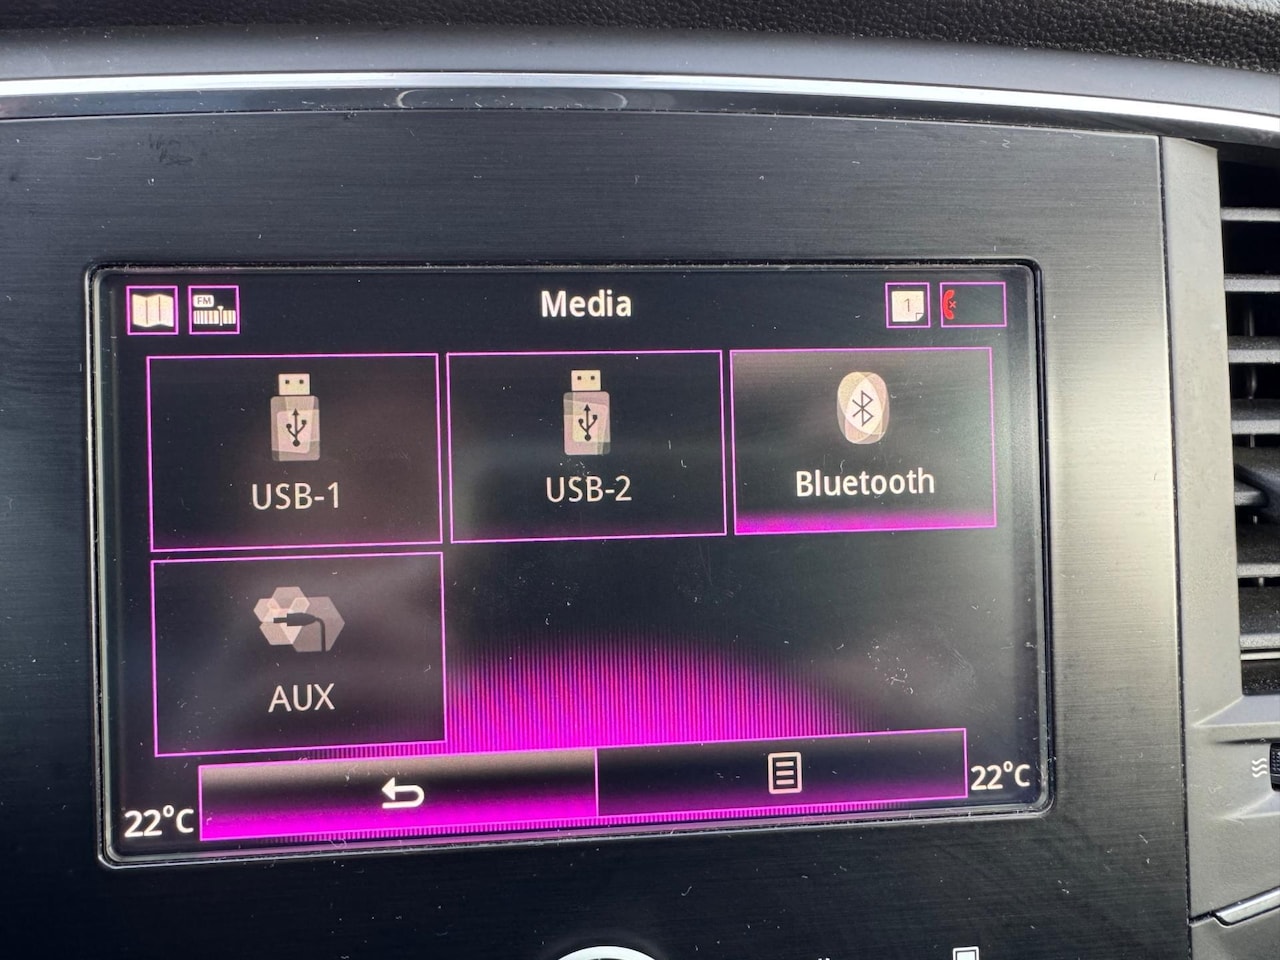 FM
Media
1
USB-1
USB-2
Bluetooth
AUX
22°C
22°C